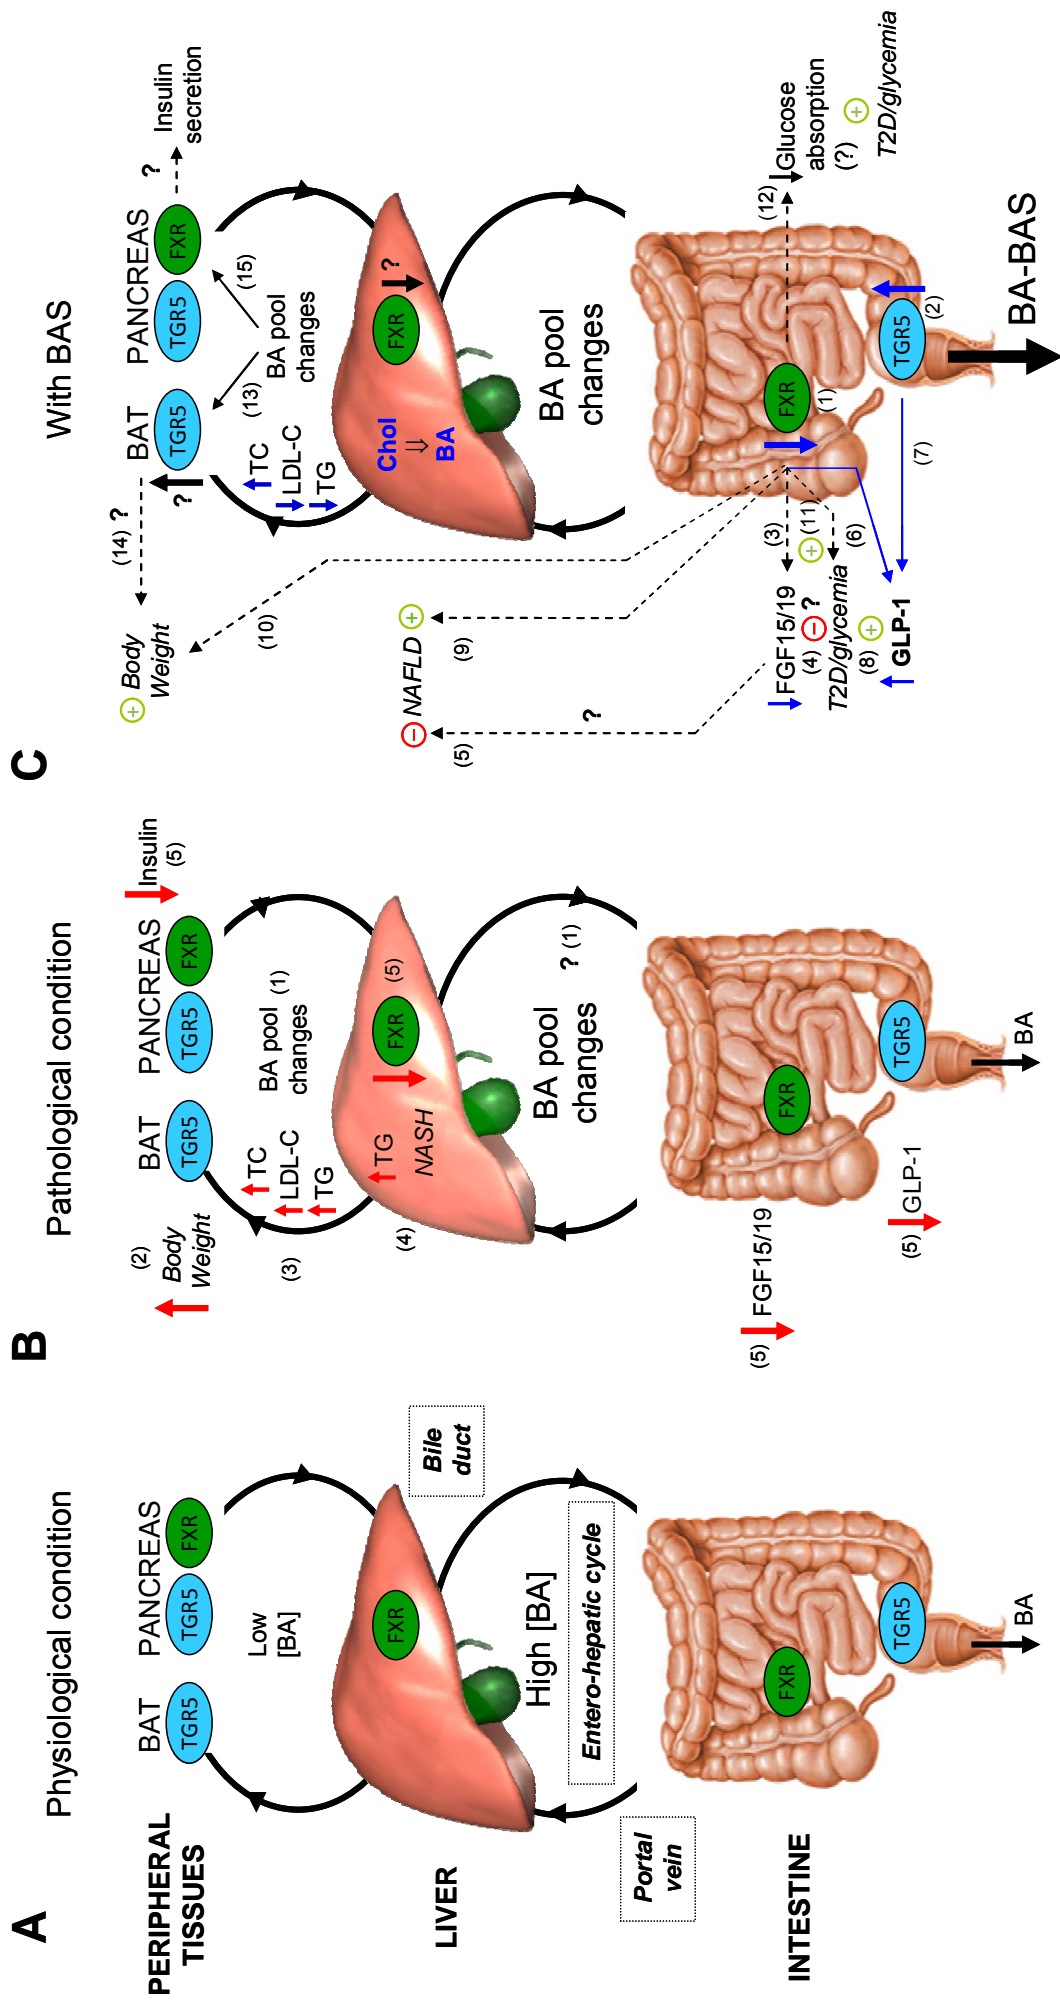 A
Physiological condition
PERIPHERAL
TISSUES
BAT
PANCREAS
TGR5
TGR5
FXR
Low
[BA]
LIVER
FXR
Bile
duct
High [BA]
Entero-hepatic cycle
Portal
vein
INTESTINE
FXR
TGR5
BA
B
Pathological condition
(2)
Body
Weight
BAT
PANCREAS
TGR5
TGR5
FXR
Insulin
(5)
(3)
TC
LDL-C
TG
BA pool
changes
(1)
(4)
TG
NASH
FXR
(5)
BA pool
changes
? (1)
(5)
FGF15/19
FXR
TGR5
(5)
GLP-1
BA
C
With BAS
Body
Weight
(14) ?
BAT
PANCREAS
TGR5
TGR5
FXR
?
?
Insulin
secretion
(13)
(15)
BA pool
changes
TC
LDL-C
TG
(10)
Chol
⇓
BA
FXR
?
NAFLD
+
−
+
(9)
(5)
?
BA pool
changes
(3)
FGF15/19
(4)
−
?
+
(11)
T2D/glycemia
(6)
(8)
+
GLP-1
(7)
FXR
(1)
TGR5
(2)
(12)
Glucose
absorption
(?)
+
T2D/glycemia
BA-BAS